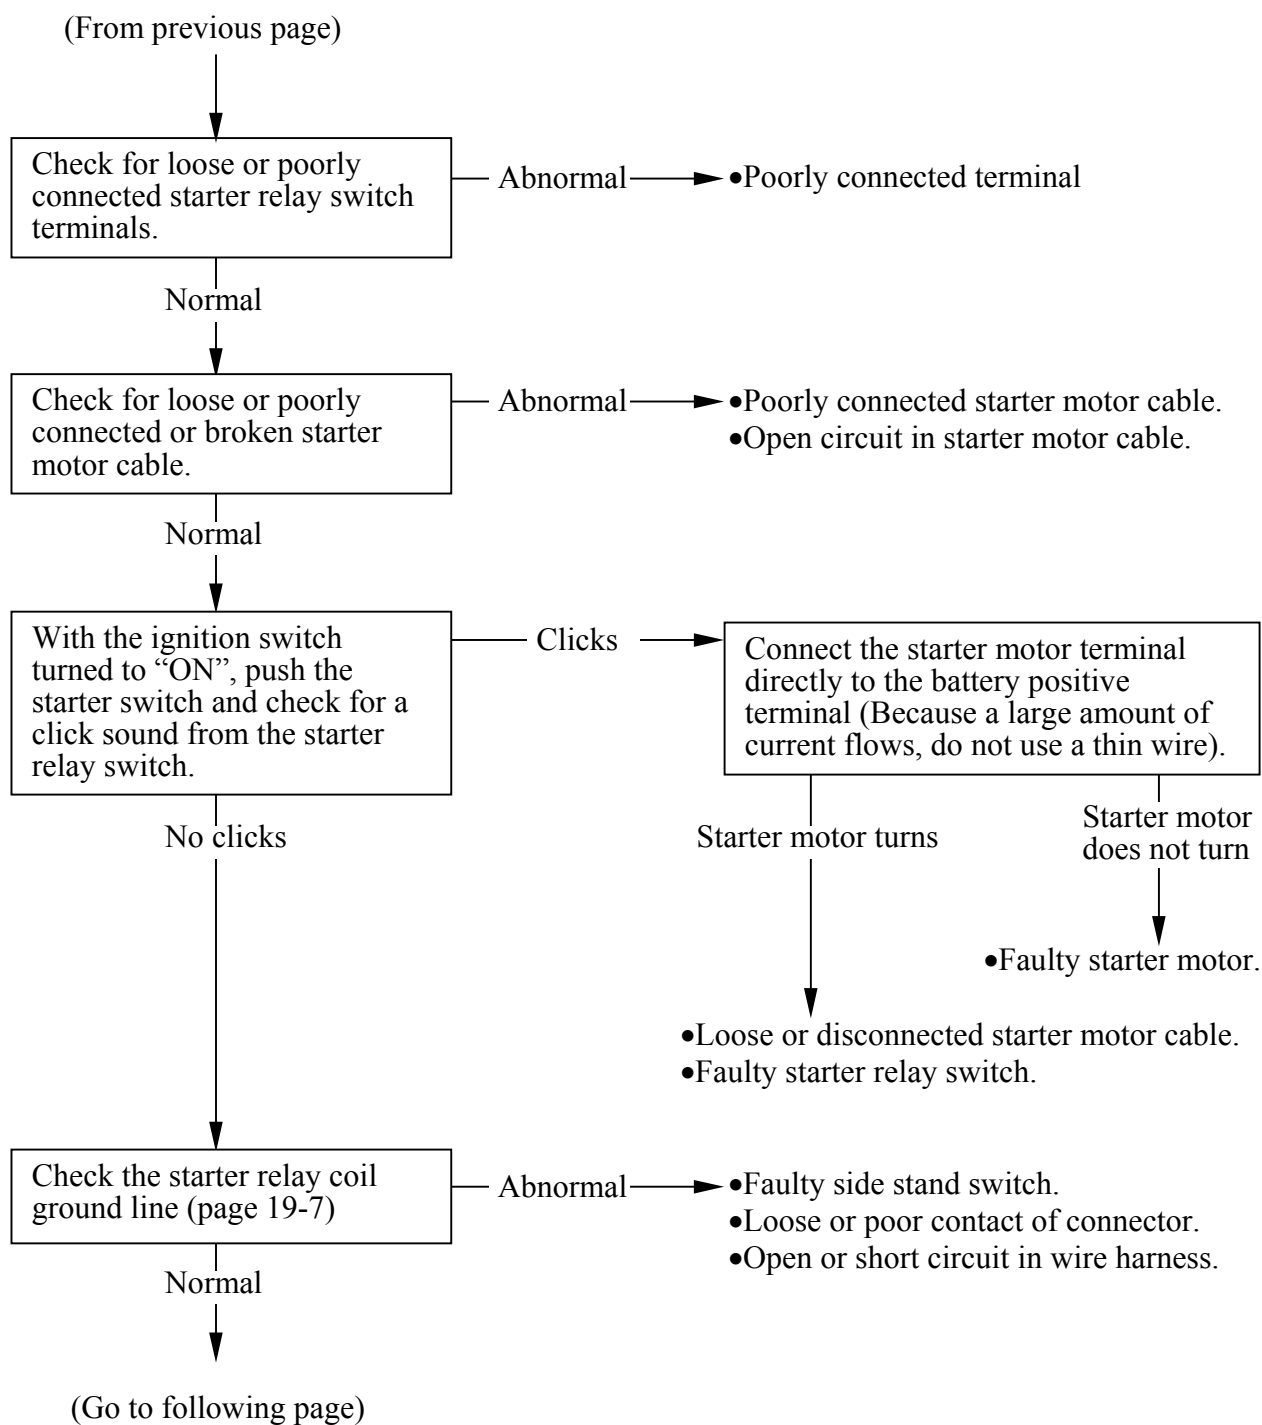 (From previous page)
Check for loose or poorly
connected starter relay switch
terminals.
Abnormal
•Poorly connected terminal
Normal
Check for loose or poorly
connected or broken starter
motor cable.
Abnormal
•Poorly connected starter motor cable.
•Open circuit in starter motor cable.
Normal
With the ignition switch
turned to “ON”, push the
starter switch and check for a
click sound from the starter
relay switch.
Clicks
Connect the starter motor terminal
directly to the battery positive
terminal (Because a large amount of
current flows, do not use a thin wire).
No clicks
Starter motor turns
Starter motor
does not turn
•Faulty starter motor.
•Loose or disconnected starter motor cable.
•Faulty starter relay switch.
Check the starter relay coil
ground line (page 19-7)
Abnormal
•Faulty side stand switch.
•Loose or poor contact of connector.
•Open or short circuit in wire harness.
Normal
(Go to following page)